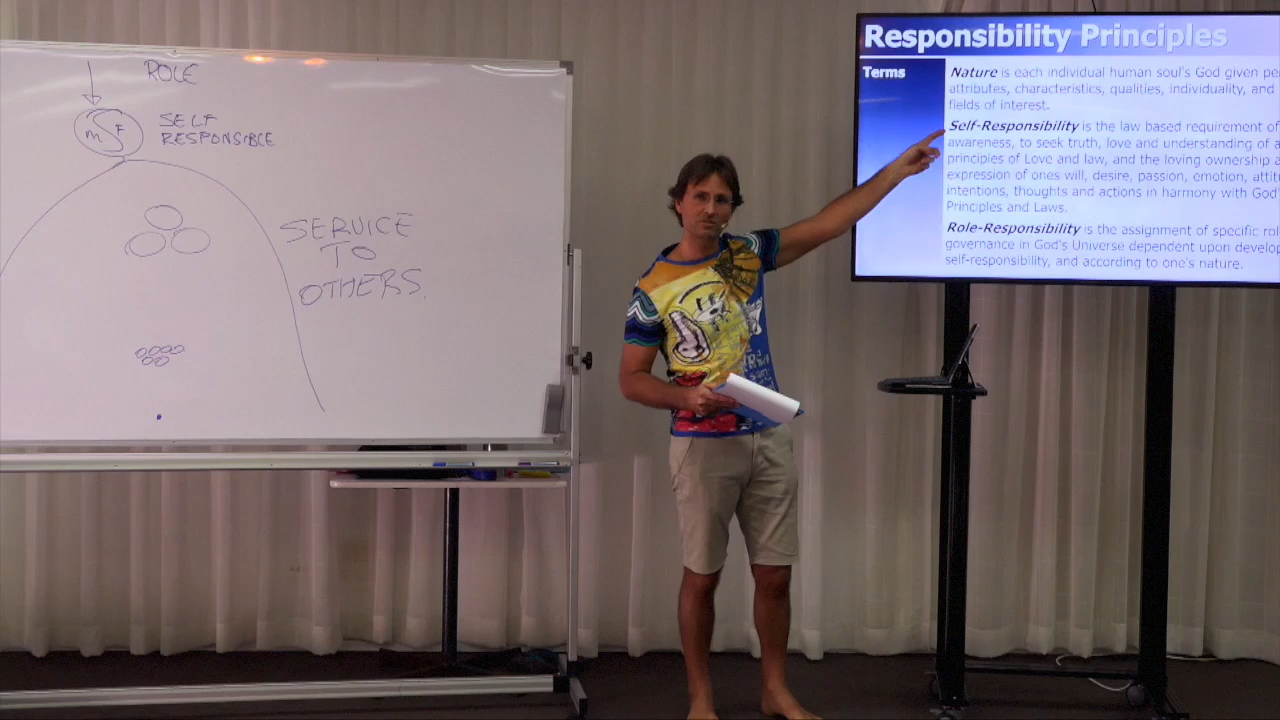 ROLE
SELF
RESPONSIBLE
m F
SERVICE
TO
OTHERS.
Responsibility Principles
Terms
Nature is each individual human soul's God given
attributes, characteristics, qualities, individuality, and
fields of interest.
Self-Responsibility is the law based requirement of
awareness, to seek truth, love and understanding of
principles of Love and law, and the loving ownership
expression of ones will, desire, passion, emotion,
intentions, thoughts and actions in harmony with God'
Principles and Laws.
Role-Responsibility is the assignment of specific
governance in God's Universe dependent upon
self-responsibility, and according to one's nature.